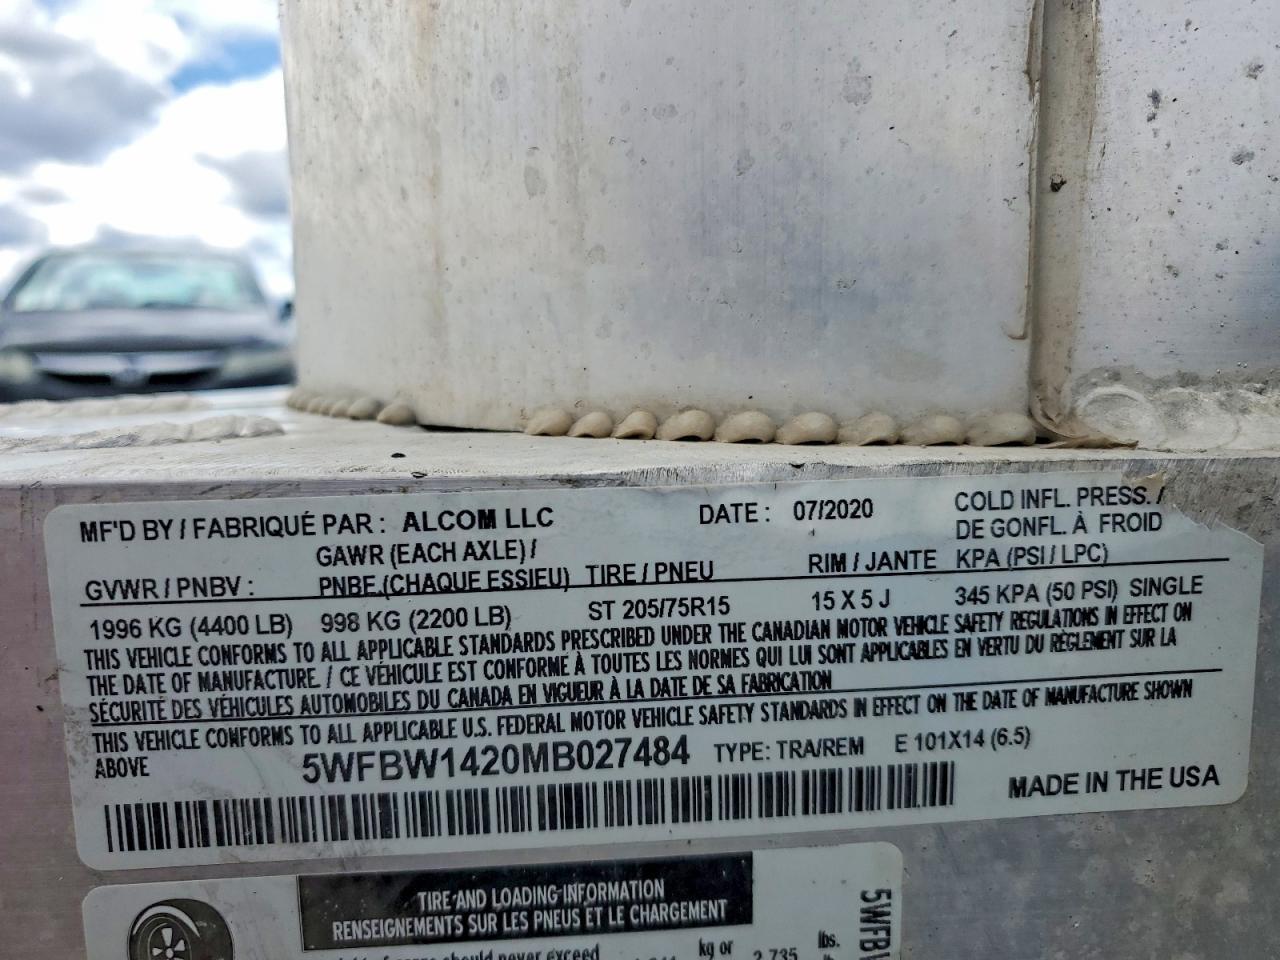 MF'D BY / FABRIQUÉ PAR : ALCOM LLC DATE : 07/2020 COLD INFL. PRESS. /
DE GONFL. À FROID
GVWR / PNBV : GAWR (EACH AXLE) /
PNBE.(CHAQUE ESSIEU) TIRE / PNEU RIM / JANTE KPA (PSI / LPC)
1996 KG (4400 LB) 998 KG (2200 LB) ST 205/75R15 15 X 5 J 345 KPA (50 PSI) SINGLE
THIS VEHICLE CONFORMS TO ALL APPLICABLE STANDARDS PRESCRIBED UNDER THE CANADIAN MOTOR VEHICLE SAFETY REGULATIONS IN EFFECT ON
THE DATE OF MANUFACTURE. / CE VÉHICULE EST CONFORME À TOUTES LES NORMES QUI LUI SONT APPLICABLES EN VERTU DU RÈGLEMENT SUR LA
SÉCURITÉ DES VÉHICULES AUTOMOBILES DU CANADA EN VIGUEUR À LA DATE DE SA FABRICATION
THIS VEHICLE CONFORMS TO ALL APPLICABLE U.S. FEDERAL MOTOR VEHICLE SAFETY STANDARDS IN EFFECT ON THE DATE OF MANUFACTURE SHOWN
ABOVE 5WFBW1420MB027484 TYPE: TRA/REM E 101X14 (6.5)
MADE IN THE USA
TIRE AND LOADING INFORMATION
RENSEIGNEMENTS SUR LES PNEUS ET LE CHARGEMENT
should never exceed kg or 2,735 lbs.
5WFBV